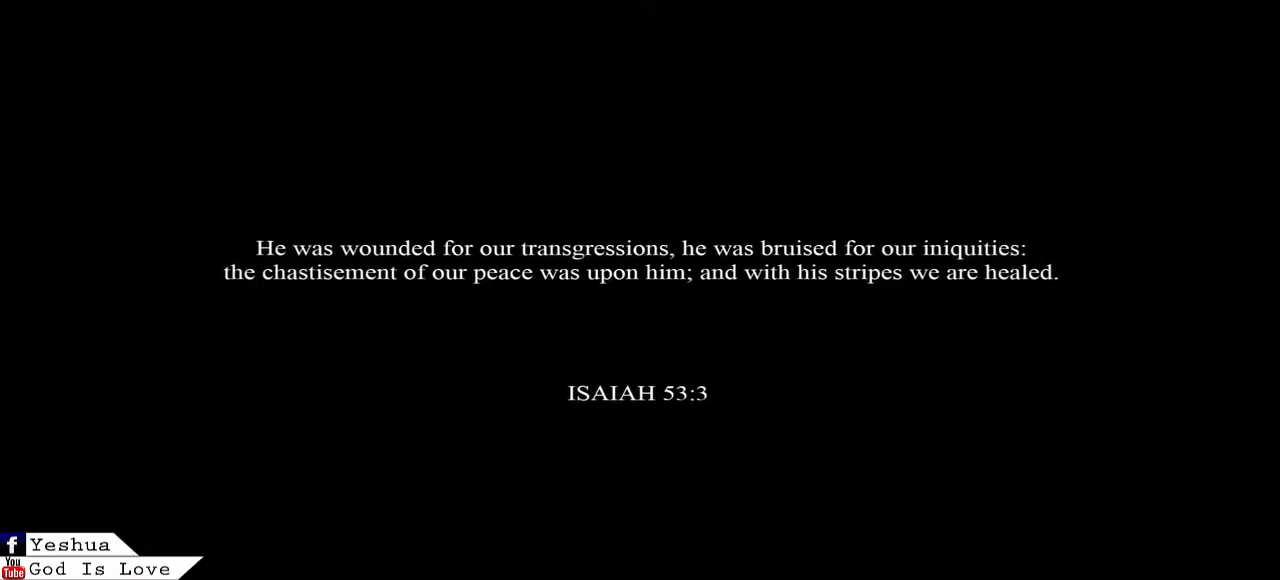 He was wounded for our transgressions, he was bruised for our iniquities:
the chastisement of our peace was upon him; and with his stripes we are healed.
ISAIAH 53:3
f Yeshua
You Tube God Is Love